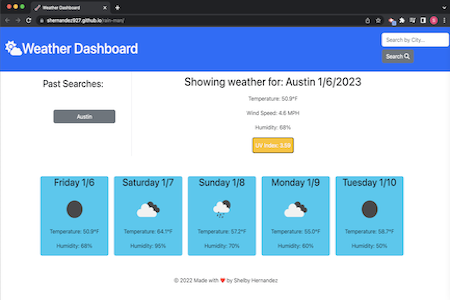 Weather Dashboard
shernandez927.github.io/rain-man/
Weather Dashboard
Search by City...
Search
Past Searches:
Austin
Showing weather for: Austin 1/6/2023
Temperature: 50.9°F
Wind Speed: 4.6 MPH
Humidity: 68%
UV Index: 3.59
Friday 1/6
Temperature: 50.9°F
Humidity: 68%
Saturday 1/7
Temperature: 64.1°F
Humidity: 95%
Sunday 1/8
Temperature: 57.2°F
Humidity: 70%
Monday 1/9
Temperature: 55.0°F
Humidity: 60%
Tuesday 1/10
Temperature: 58.7°F
Humidity: 50%
© 2022 Made with ❤ by Shelby Hernandez